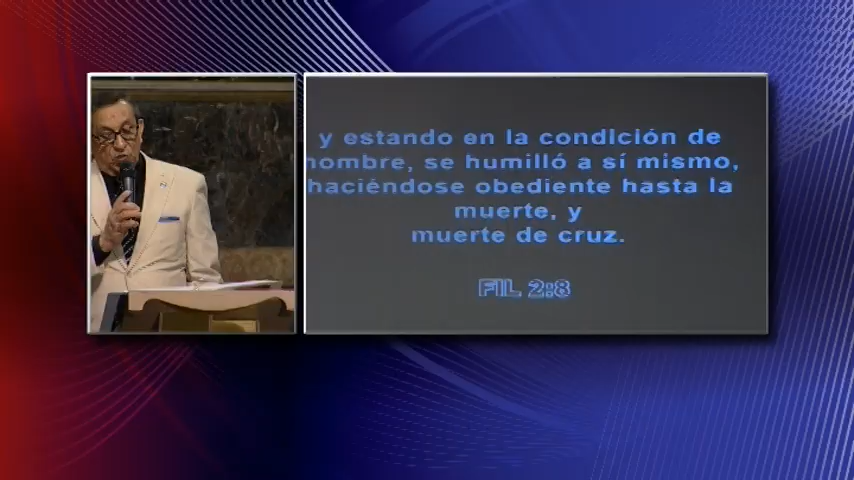 y estando en la condición de
hombre, se humilló a sí mismo,
haciéndose obediente hasta la
muerte, y
muerte de cruz.
FIL 2:8